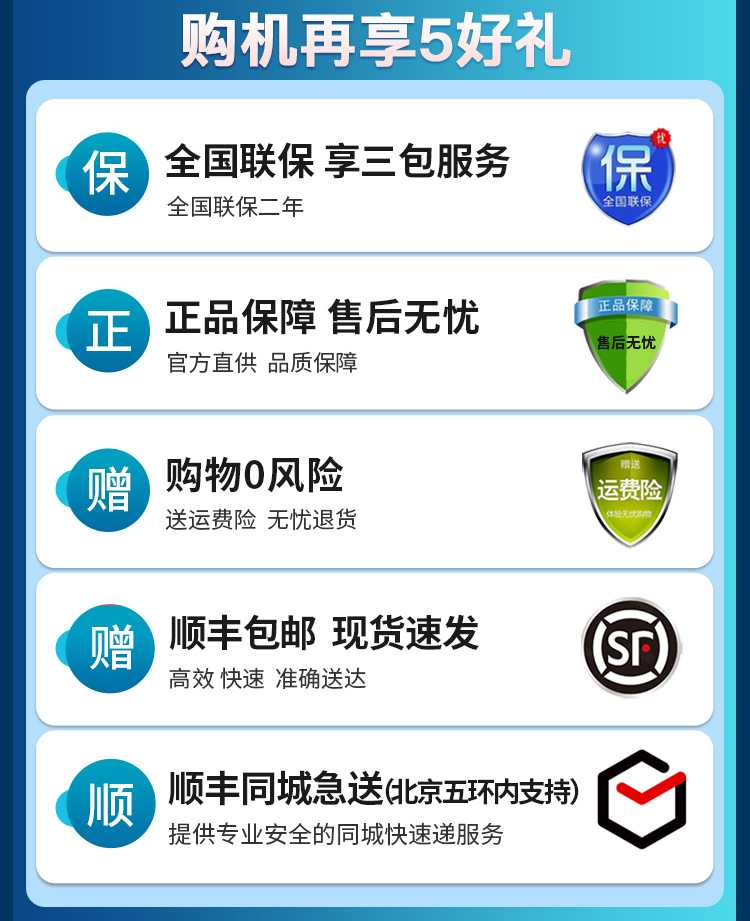 购机再享5好礼
保
全国联保 享三包服务
全国联保二年
优
保
全国联保
正
正品保障 售后无忧
官方直供 品质保障
正品保障
售后无忧
赠
购物0风险
送运费险 无忧退货
赠送
运费险
体验无忧购物
赠
顺丰包邮 现货速发
高效 快速 准确送达
SF
顺
顺丰同城急送(北京五环内支持)
提供专业安全的同城快速递服务